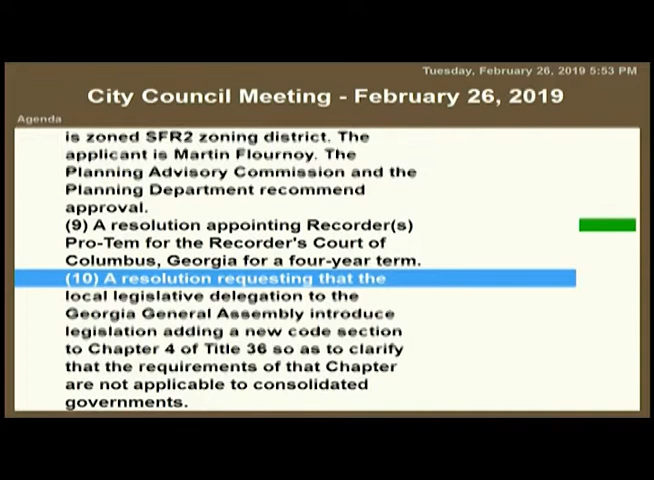 Tuesday, February 26, 2019 5:53 PM
City Council Meeting - February 26, 2019
Agenda
is zoned SFR2 zoning district. The
applicant is Martin Flournoy. The
Planning Advisory Commission and the
Planning Department recommend
approval.
(9) A resolution appointing Recorder(s)
Pro-Tem for the Recorder's Court of
Columbus, Georgia for a four-year term.
(10) A resolution requesting that the
local legislative delegation to the
Georgia General Assembly introduce
legislation adding a new code section
to Chapter 4 of Title 36 so as to clarify
that the requirements of that Chapter
are not applicable to consolidated
governments.